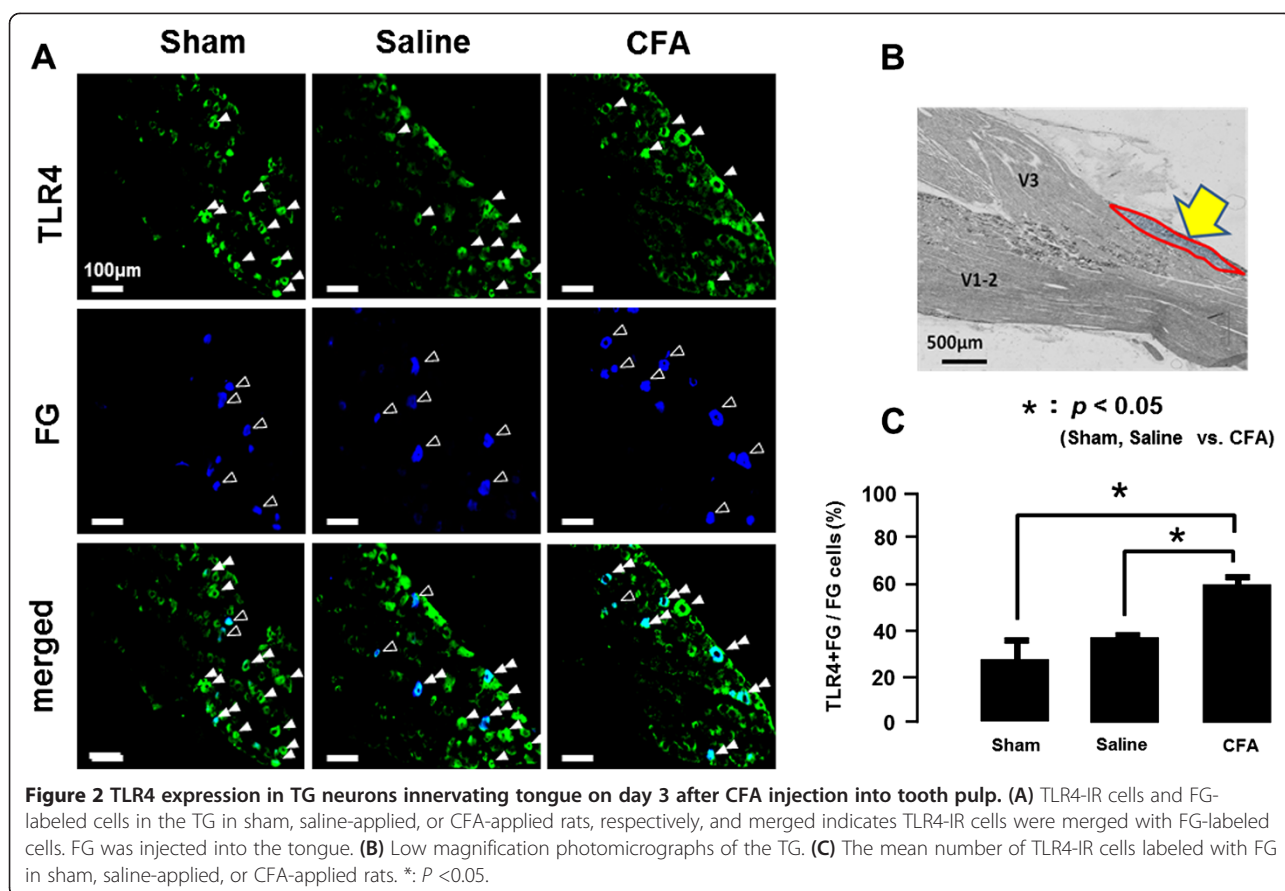 A
Sham
Saline
CFA
TLR4
100µm
FG
merged
B
V3
V1-2
500µm
* : p < 0.05
(Sham, Saline vs. CFA)
C
TLR4+FG / FG cells (%)
100
80
60
40
20
0
*
*
Sham
Saline
CFA
Figure 2 TLR4 expression in TG neurons innervating tongue on day 3 after CFA injection into tooth pulp. (A) TLR4-IR cells and FG-
labeled cells in the TG in sham, saline-applied, or CFA-applied rats, respectively, and merged indicates TLR4-IR cells were merged with FG-labeled
cells. FG was injected into the tongue. (B) Low magnification photomicrographs of the TG. (C) The mean number of TLR4-IR cells labeled with FG
in sham, saline-applied, or CFA-applied rats. *: P <0.05.